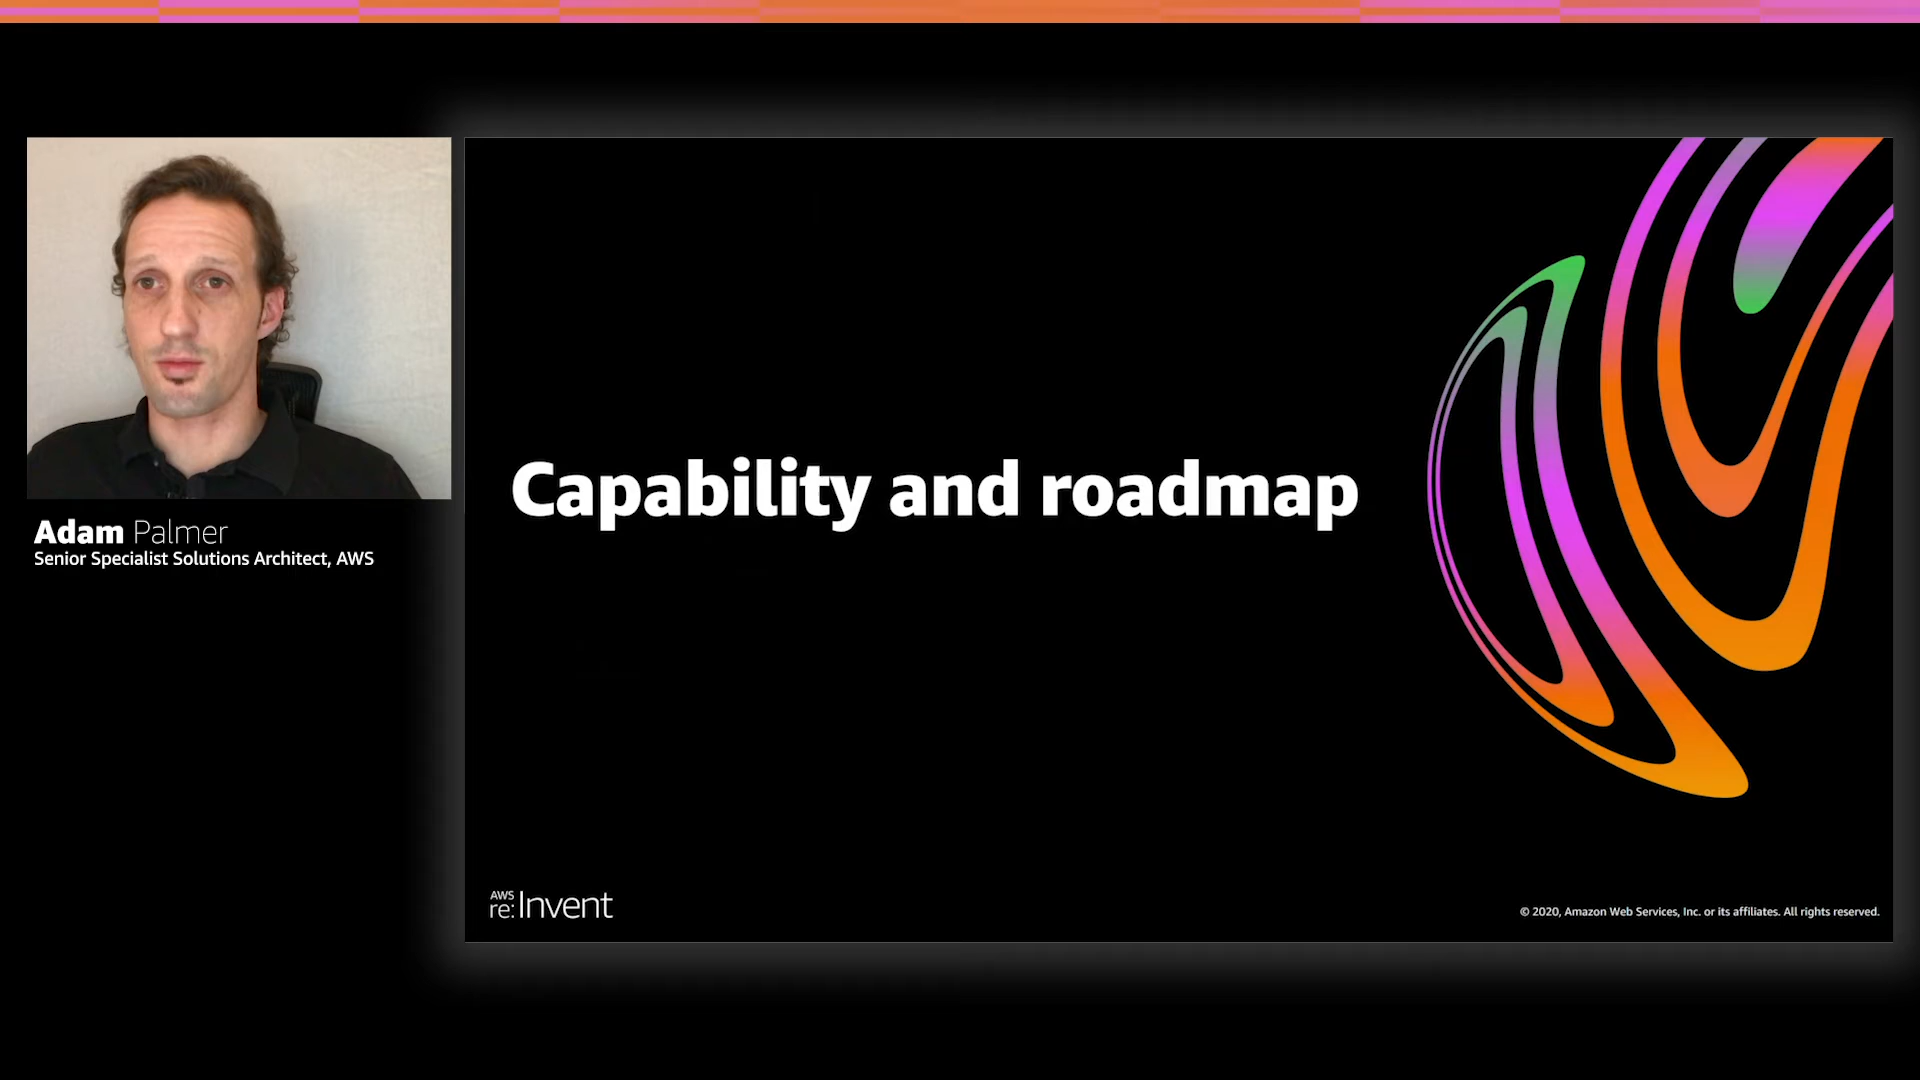 Adam Palmer
Senior Specialist Solutions Architect, AWS
Capability and roadmap
AWS
re:Invent
© 2020, Amazon Web Services, Inc. or its affiliates. All rights reserved.